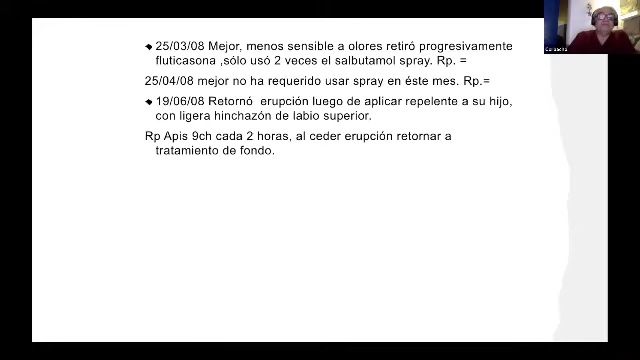 25/03/08 Mejor, menos sensible a olores retiró progresivamente
fluticasona ,sólo usó 2 veces el salbutamol spray. Rp. =
25/04/08 mejor no ha requerido usar spray en éste mes. Rp.=
19/06/08 Retornó erupción luego de aplicar repelente a su hijo,
con ligera hinchazón de labio superior.
Rp Apis 9ch cada 2 horas, al ceder erupción retornar a
tratamiento de fondo.